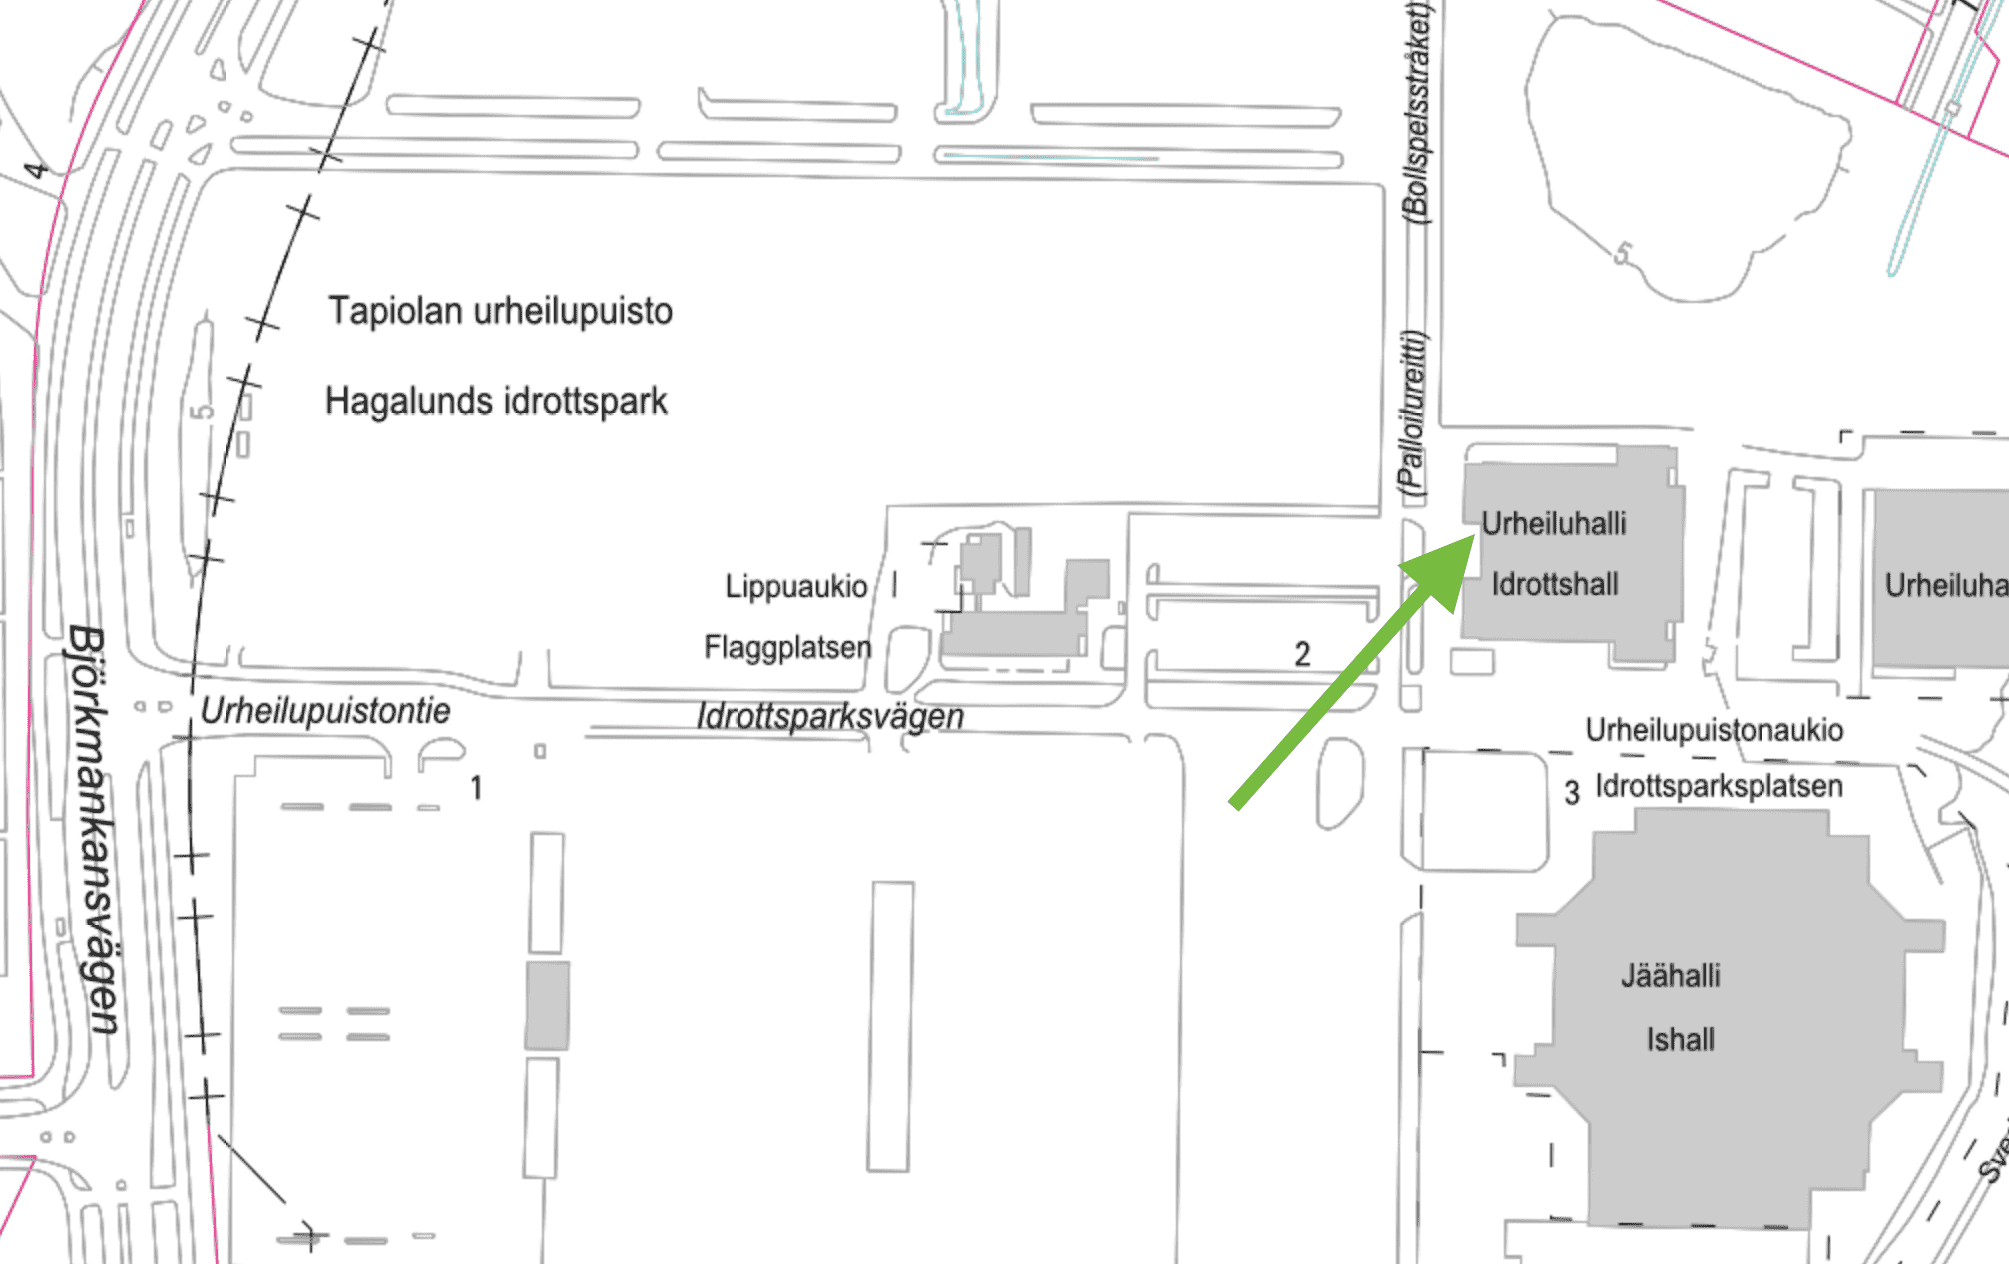 (Bollspelsstråket)
4
5
Tapiolan urheilupuisto
Hagalunds idrottspark
(Palloilureitti)
5
Urheiluhalli
Idrottshall
Lippuaukio
Flaggplatsen
Urheiluha
2
Björkmankansvägen
Urheilupuistontie
Idrottsparksvägen
Urheilupuistonaukio
1
3
Idrottsparksplatsen
Jäähalli
Ishall
Sve